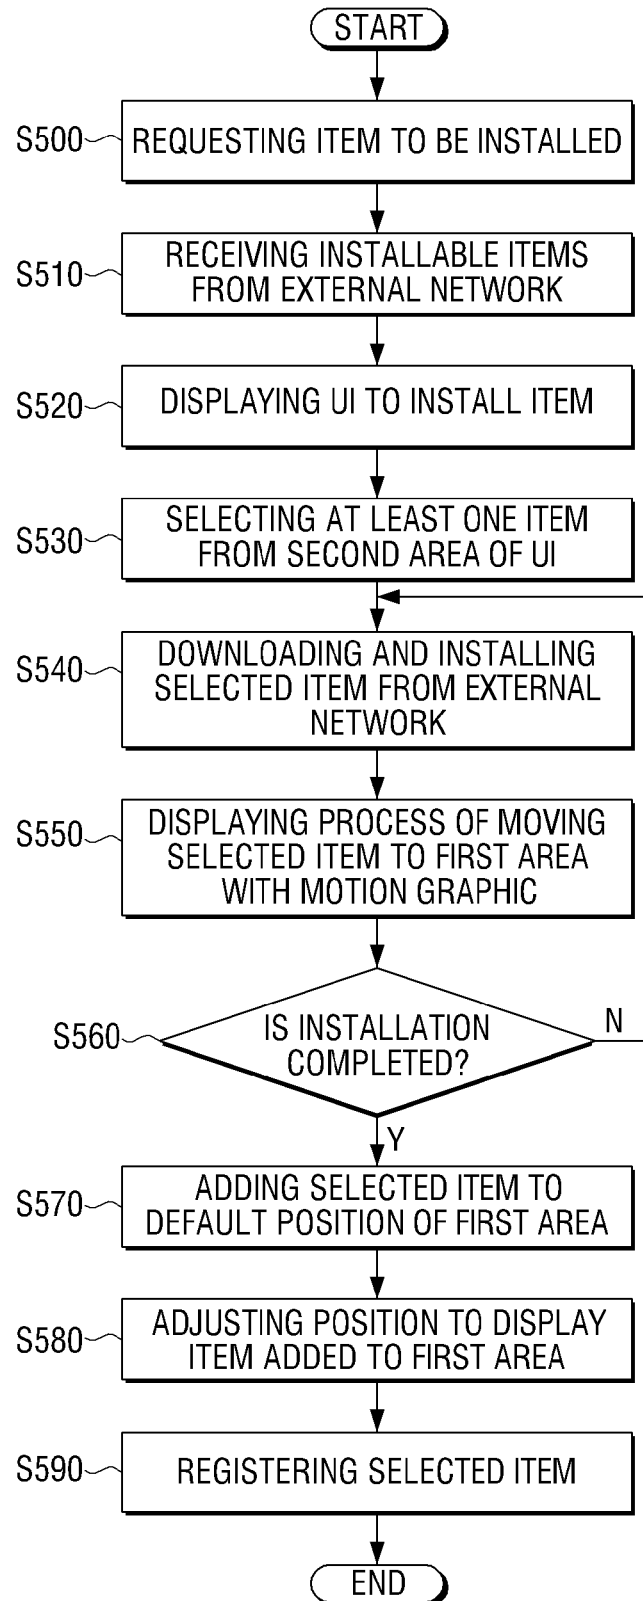 START
S500
REQUESTING ITEM TO BE INSTALLED
S510
RECEIVING INSTALLABLE ITEMS
FROM EXTERNAL NETWORK
S520
DISPLAYING UI TO INSTALL ITEM
S530
SELECTING AT LEAST ONE ITEM
FROM SECOND AREA OF UI
S540
DOWNLOADING AND INSTALLING
SELECTED ITEM FROM EXTERNAL
NETWORK
S550
DISPLAYING PROCESS OF MOVING
SELECTED ITEM TO FIRST AREA
WITH MOTION GRAPHIC
S560
IS INSTALLATION
COMPLETED?
N
Y
S570
ADDING SELECTED ITEM TO
DEFAULT POSITION OF FIRST AREA
S580
ADJUSTING POSITION TO DISPLAY
ITEM ADDED TO FIRST AREA
S590
REGISTERING SELECTED ITEM
END